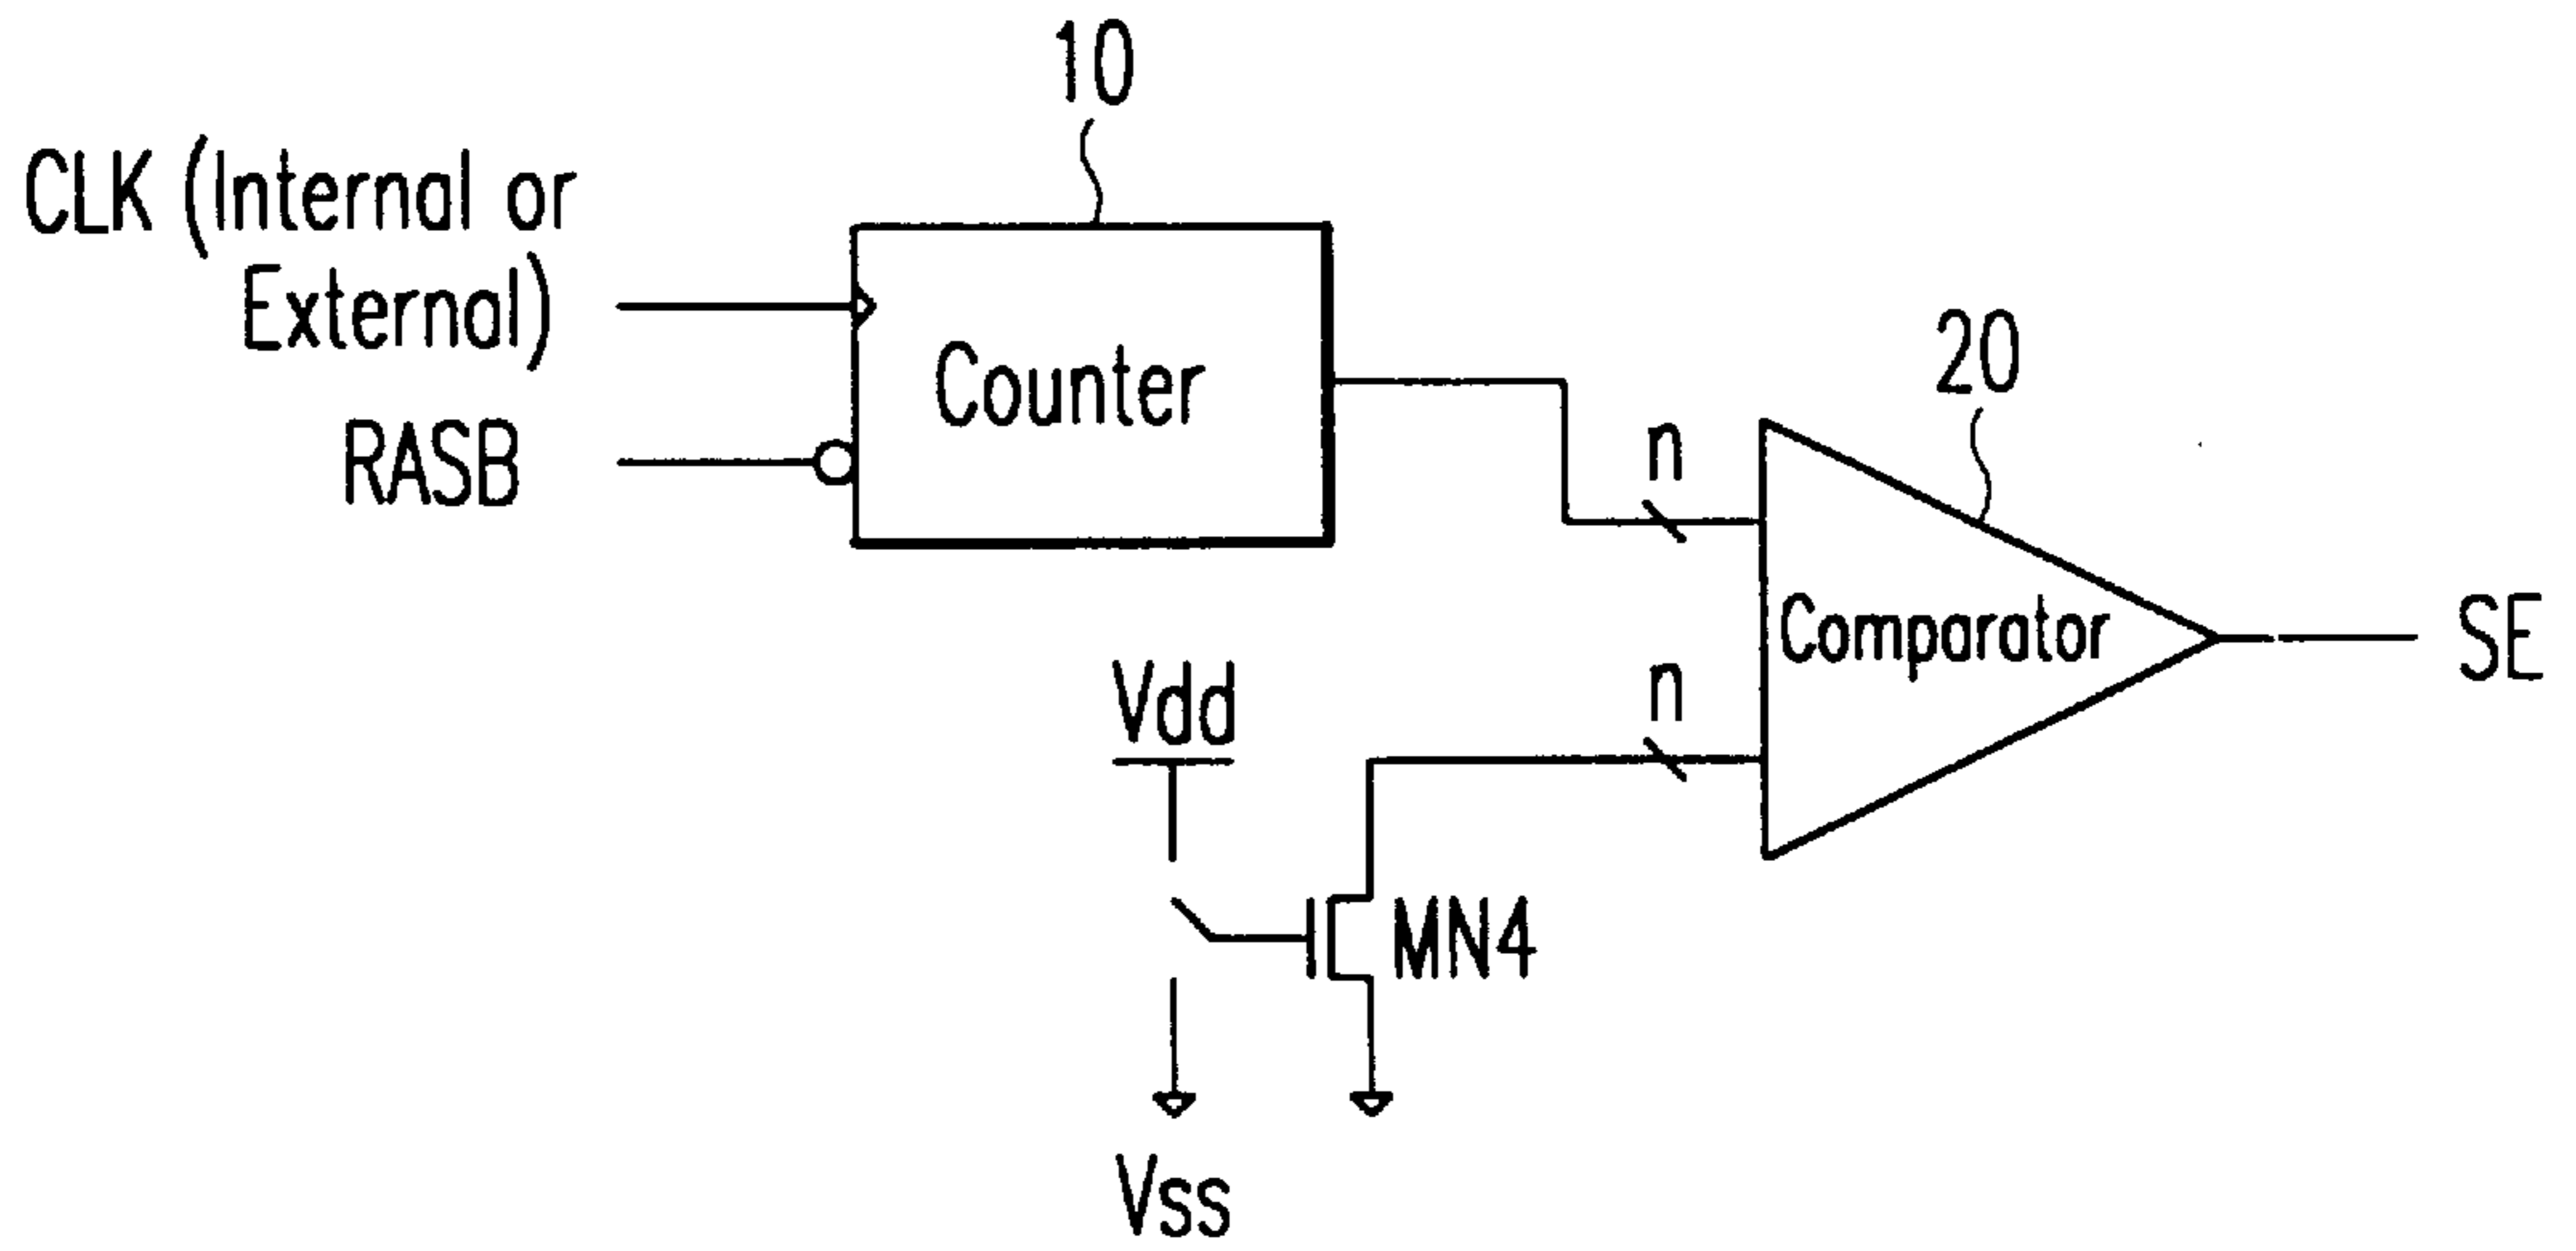 10
CLK (Internal or
External)
Counter
RASB
20
n
Comparator
SE
n
Vdd
MN4
Vss